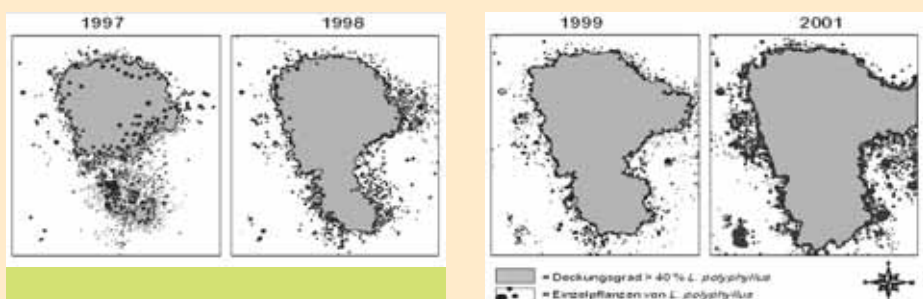 1997 1998 1999 2001
= Deckungsgrad > 40 % L. polyphyllus
= Einzelpflanzen von L. polyphyllus